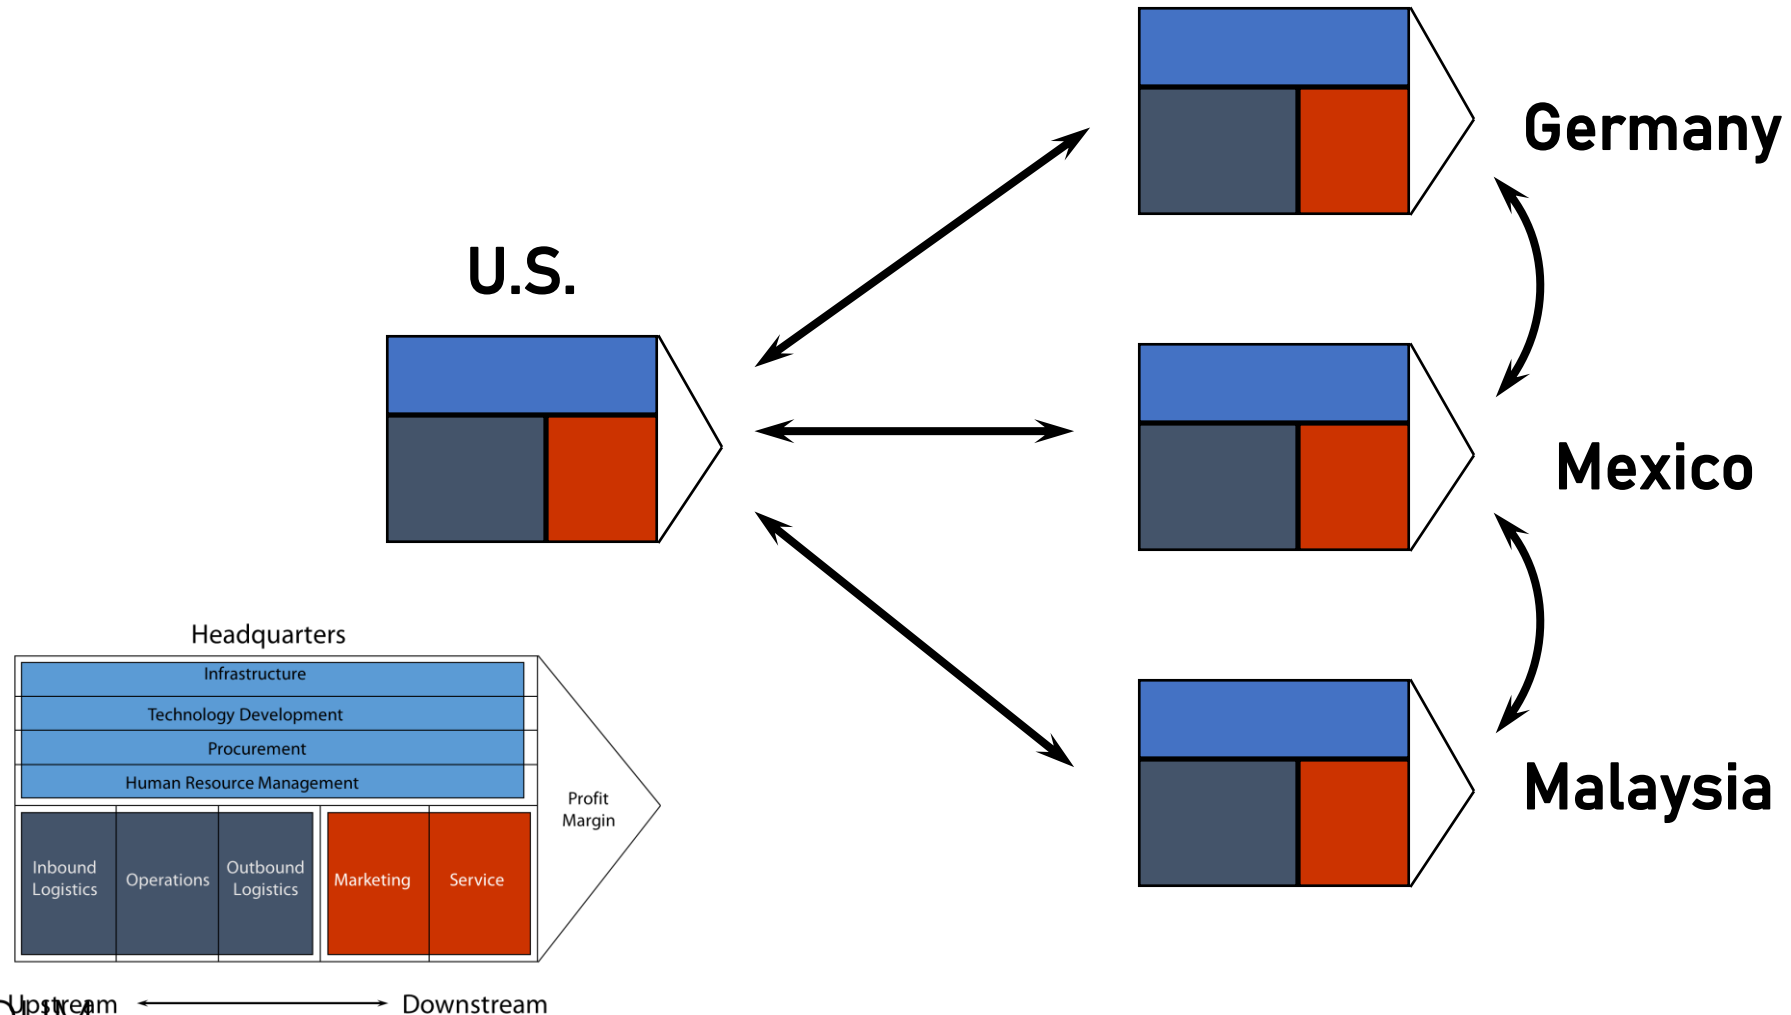 Germany
U.S.
Mexico
Malaysia
Headquarters
Infrastructure
Technology Development
Procurement
Human Resource Management
Profit
Margin
Inbound
Logistics
Operations
Outbound
Logistics
Marketing
Service
Upstream
Downstream